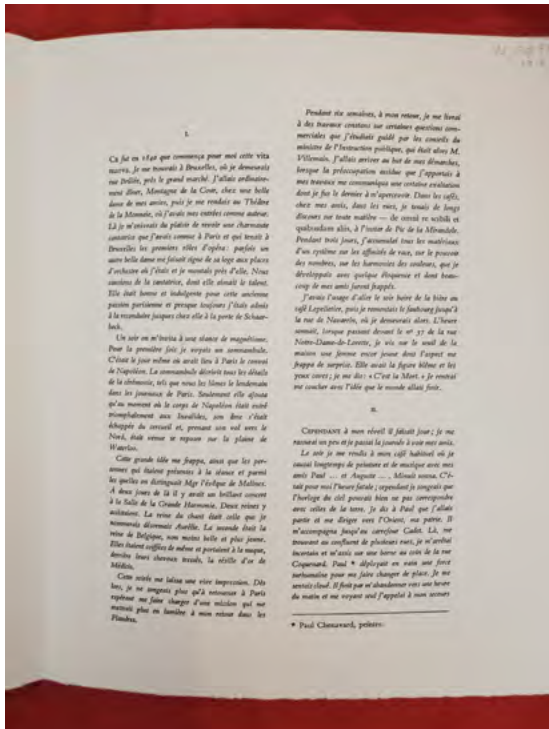 I.
Ce fut en 1840 que commença pour moi cette vita
nuova. Je me trouvais à Bruxelles, où je demeurais
rue Brûlée, près le grand marché. J'allais ordinaire-
ment dîner, Montagne de la Cour, chez une belle
dame de mes amies, puis je me rendais au Théâtre
de la Monnaie, où j'avais mes entrées comme auteur.
Là je m'enivrais du plaisir de revoir une charmante
cantatrice que j'avais connue à Paris et qui tenait à
Bruxelles les premiers rôles d'opéra ; parfois un
autre belle dame me faisait signe de sa loge aux places
d'orchestre où j'étais et je montais près d'elle. Nous
causions de la cantatrice, dont elle aimait le talent.
Elle était bonne et indulgente pour cette ancienne
passion parisienne et presque toujours j'étais admis
à la reconduire jusques chez elle à la porte de Schaer-
beck.
Un soir on m'invita à une séance de magnétisme.
Pour la première fois je voyais un somnambule.
C'était le jour même où avait lieu à Paris le convoi
de Napoléon. La somnambule décrivit tous les détails
de la cérémonie, tels que nous les lûmes le lendemain
dans les journaux de Paris. Seulement elle ajouta
qu'au moment où le corps de Napoléon était entré
triomphalement aux Invalides, son âme s'était
échappée du cercueil et, prenant son vol vers le
Nord, était venue se reposer sur la plaine de
Waterloo.
Cette grande idée me frappa, ainsi que les per-
sonnes qui étaient présentes à la séance et parmi
les quelles on distinguait Mgr l'évêque de Malines.
À deux jours de là il y avait un brillant concert
à la Salle de la Grande Harmonie. Deux reines y
assistaient. La reine du chant était celle que je
nommerai désormais Aurélie. La seconde était la
reine de Belgique, non moins belle et plus jeune.
Elles étaient coiffées de même et portaient à la nuque,
derrière leurs cheveux tressés, la résille d'or de
Médicis.
Cette soirée me laissa une vive impression. Dès
lors, je ne songeais plus qu'à retourner à Paris
espérant me faire charger d'une mission qui me
mettrait plus en lumière à mon retour dans les
Flandres.
Pendant six semaines, à mon retour, je me livrai
à des travaux constans sur certaines questions com-
merciales que j'étudiais guidé par les conseils du
ministre de l'Instruction publique, qui était alors M.
Villemain. J'allais arriver au but de mes démarches,
lorsque la préoccupation assidue que j'apportais à
mes travaux me communiqua une certaine exaltation
dont je fus le dernier à m'apercevoir. Dans les cafés,
chez mes amis, dans les rues, je tenais de longs
discours sur toute matière — de omni re scibili et
quibusdam aliis, à l'instar de Pic de la Mirandole.
Pendant trois jours, j'accumulai tous les matériaux
d'un système sur les affinités de race, sur le pouvoir
des nombres, sur les harmonies des couleurs, que je
développais avec quelque éloquence et dont beau-
coup de mes amis furent frappés.
J'avais l'usage d'aller le soir boire de la bière au
café Lepeletier, puis je remontais le faubourg jusqu'à
la rue de Navarin, où je demeurais alors. L'heure
sonnait, lorsque passant devant le n° 37 de la rue
Notre-Dame-de-Lorette, je vis sur le seuil de la
maison une femme encor jeune dont l'aspect me
frappa de surprise. Elle avait la figure blême et les
yeux caves ; je me dis : « C'est la Mort. » Je rentrai
me coucher avec l'idée que le monde allait finir.
II.
CEPENDANT à mon réveil il faisait jour ; je me
rassurai un peu et je passai la journée à voir mes amis.
Le soir je me rendis à mon café habituel où je
causai longtemps de peinture et de musique avec mes
amis Paul ... et Auguste .... Minuit sonna. C'é-
tait pour moi l'heure fatale ; cependant je songeais que
l'horloge du ciel pouvait bien ne pas correspondre
avec celles de la terre. Je dis à Paul que j'allais
partir et me diriger vers l'Orient, ma patrie. Il
m'accompagna jusqu'au carrefour Cadet. Là, me
trouvant au confluent de plusieurs rues, je m'arrêtai
incertain et m'assis sur une borne au coin de la rue
Coquenard. Paul * déployait en vain une force
surhumaine pour me faire changer de place. Je me
sentais cloué. Il finit par m'abandonner vers une heure
du matin et me voyant seul j'appelai à mon secours
* Paul Chenavard, peintre.